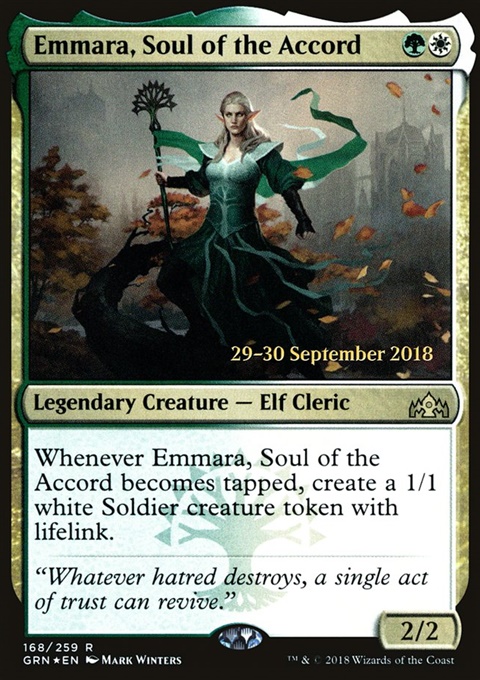 Emmara, Soul of the Accord
29–30 September 2018
Legendary Creature — Elf Cleric
Whenever Emmara, Soul of the
Accord becomes tapped, create a 1/1
white Soldier creature token with
lifelink.
“Whatever hatred destroys, a single act
of trust can revive.”
2/2
168/259 R
GRN★EN Mark Winters
™ & © 2018 Wizards of the Coast